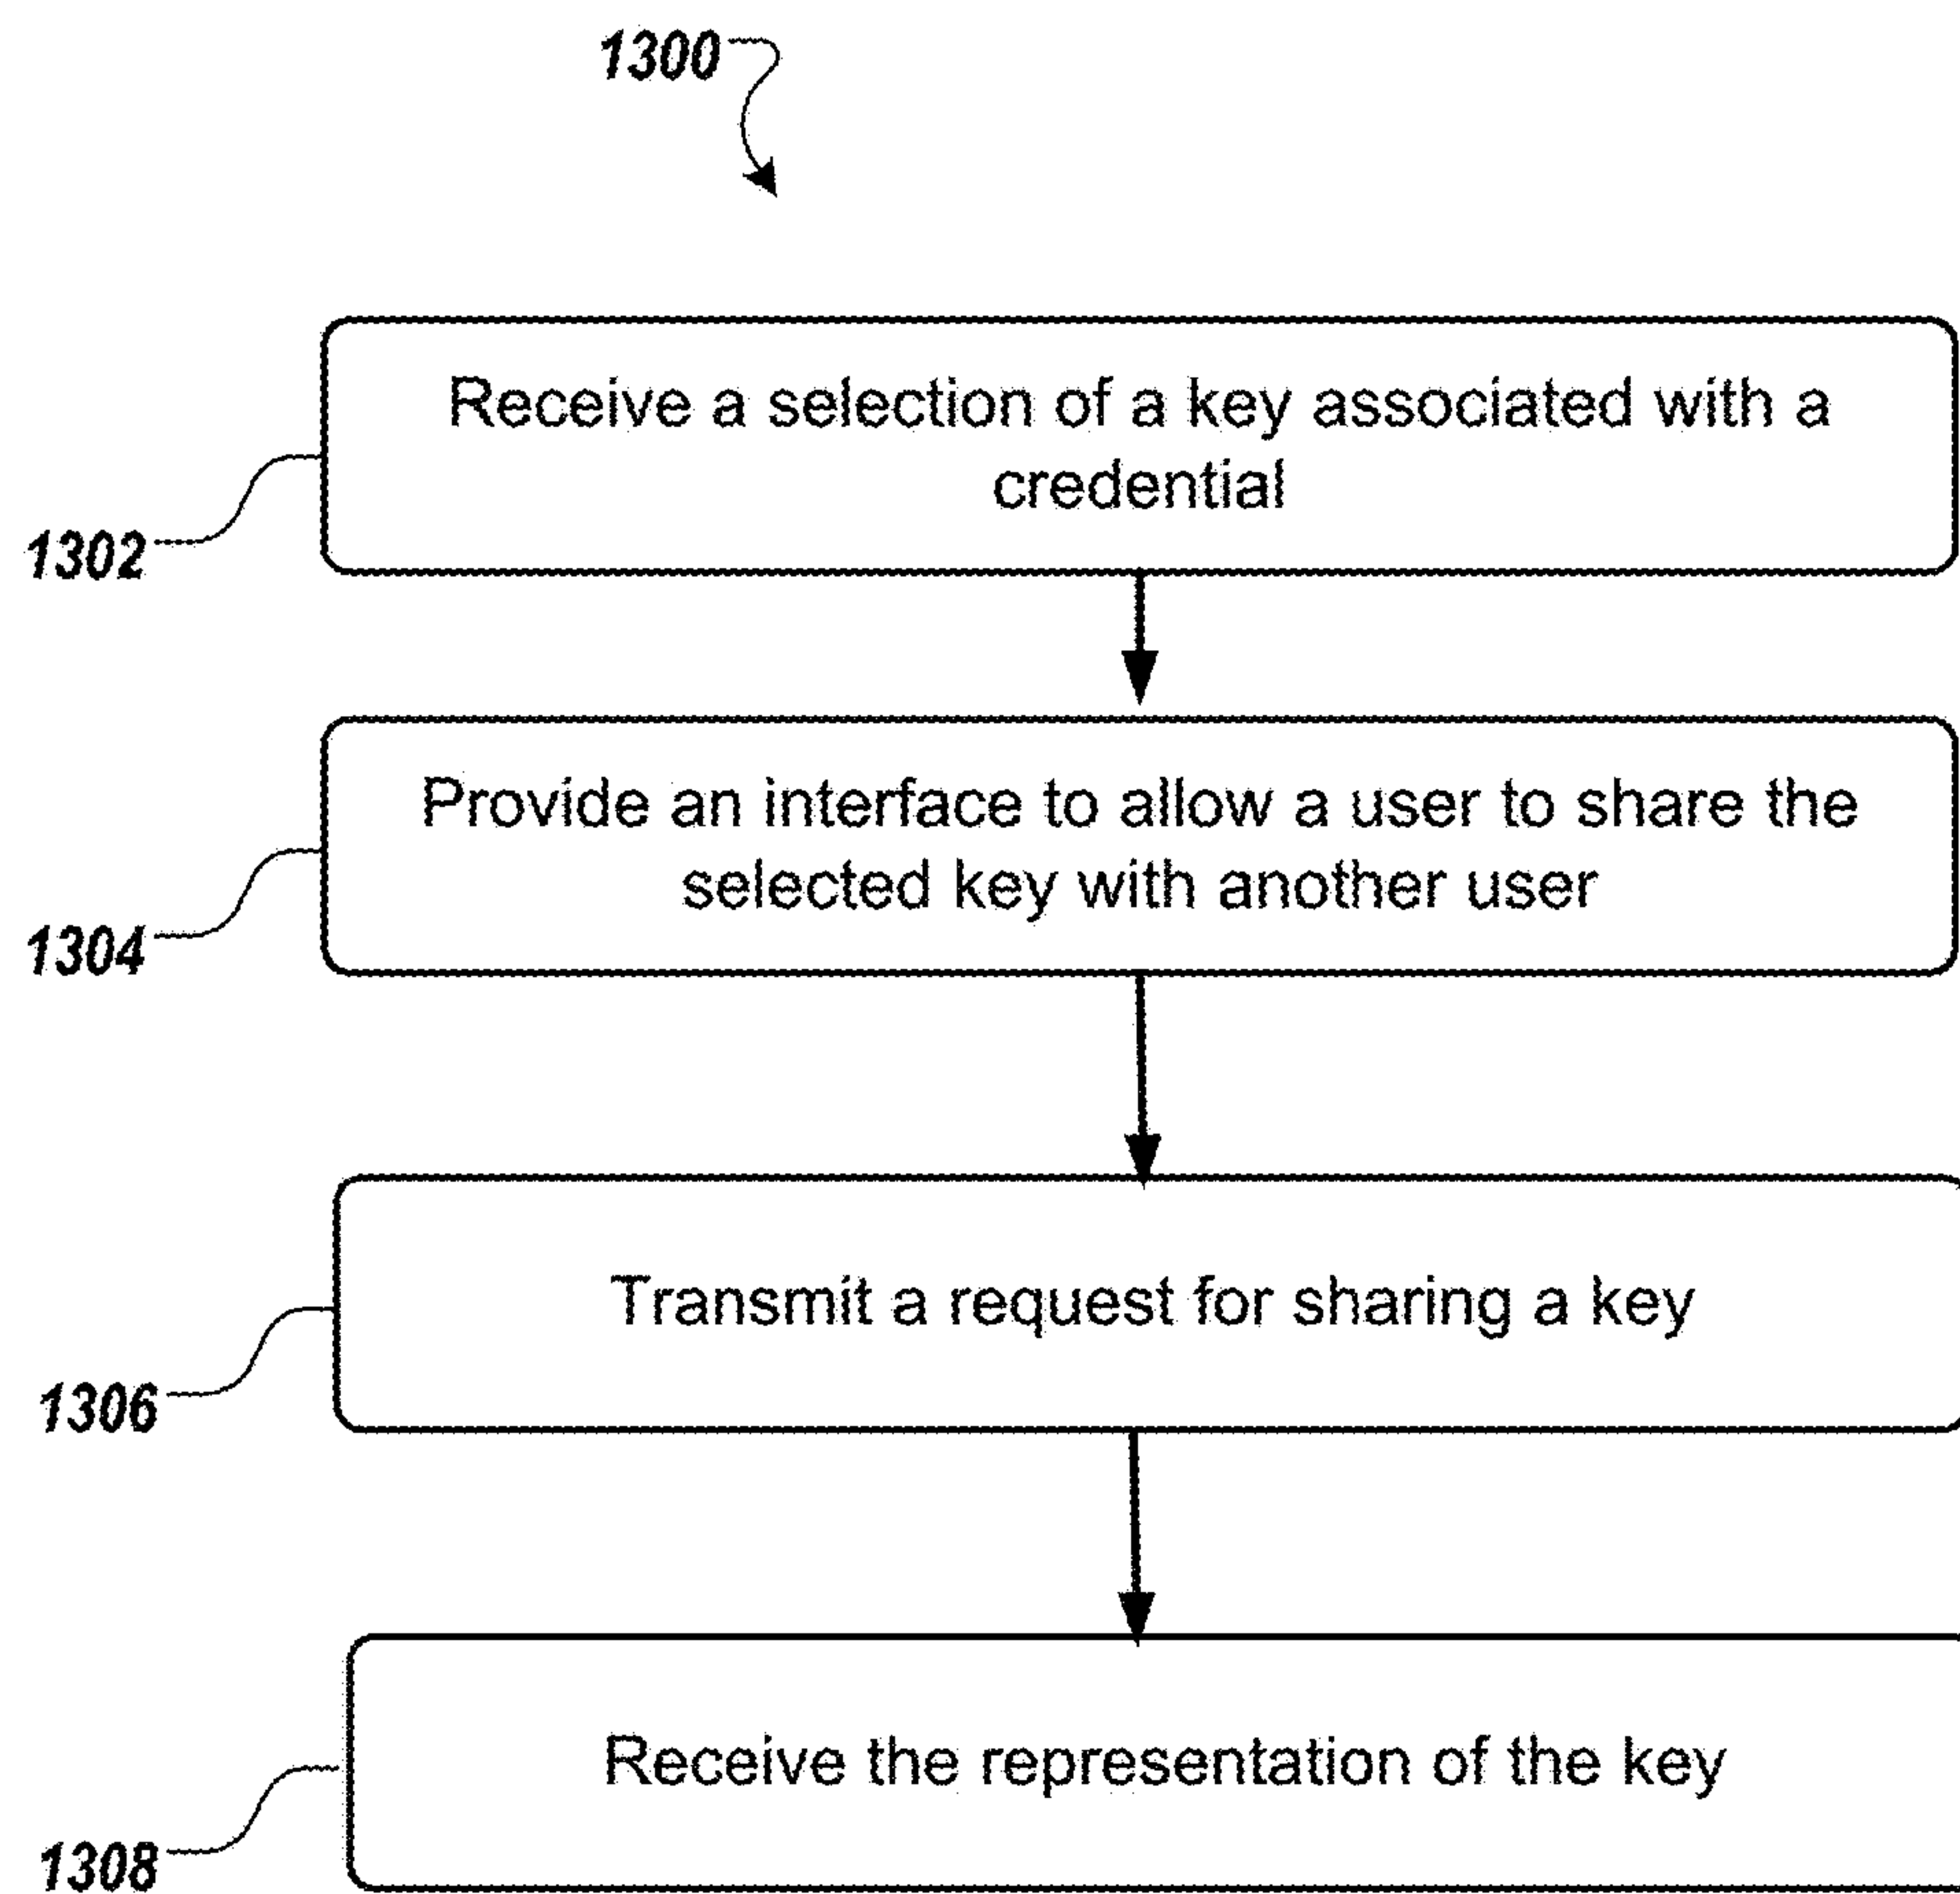 1300
Receive a selection of a key associated with a
credential
1302
Provide an interface to allow a user to share the
selected key with another user
1304
Transmit a request for sharing a key
1306
Receive the representation of the key
1308